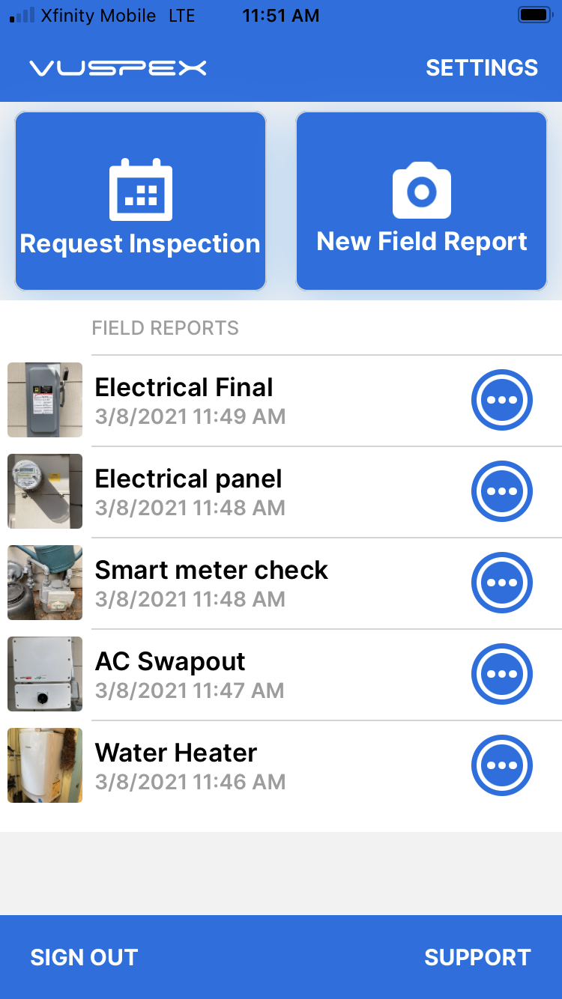 Xfinity Mobile LTE 11:51 AM
VUSPEX SETTINGS
Request Inspection
New Field Report
FIELD REPORTS
Electrical Final
3/8/2021 11:49 AM
Electrical panel
3/8/2021 11:48 AM
Smart meter check
3/8/2021 11:48 AM
AC Swapout
3/8/2021 11:47 AM
Water Heater
3/8/2021 11:46 AM
SIGN OUT SUPPORT